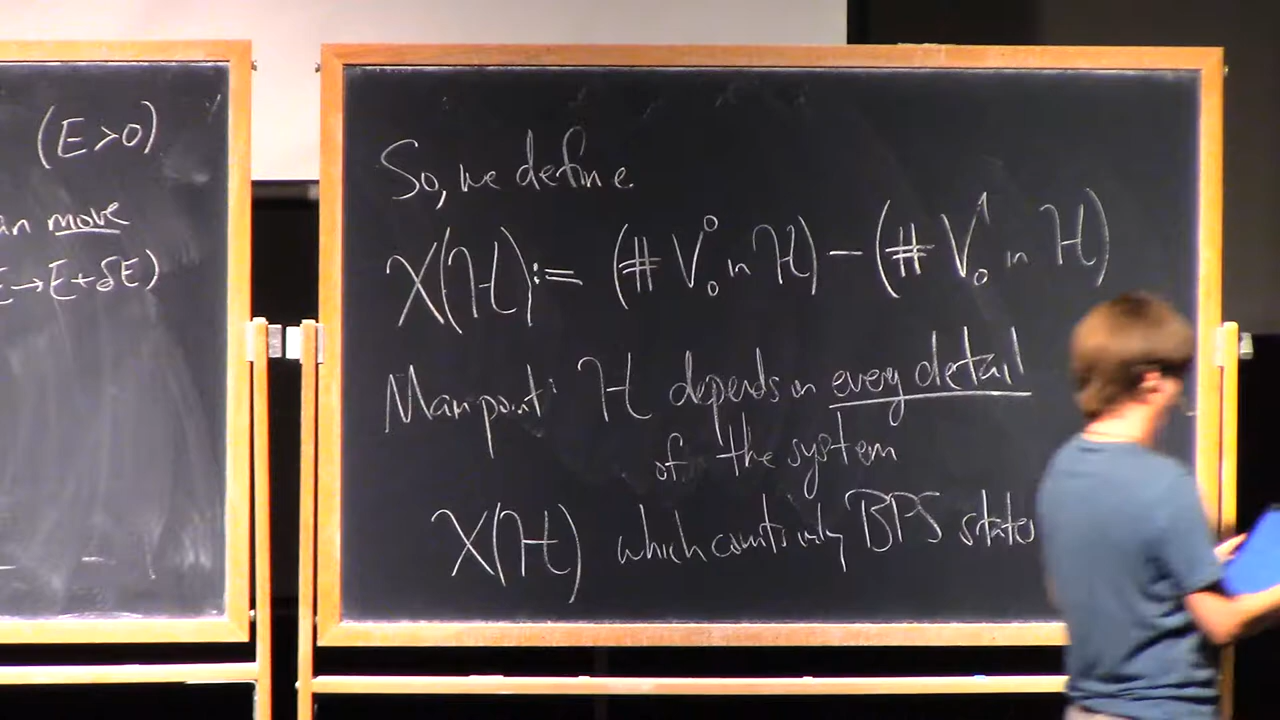 (E>0)
an move
E→E+δE)
So, we define
χ(ℋ) := (# V₀⁰ in ℋ) − (# V₀¹ in ℋ)
Main point: ℋ depends on every detail
of the system
χ(ℋ) which counts only BPS states